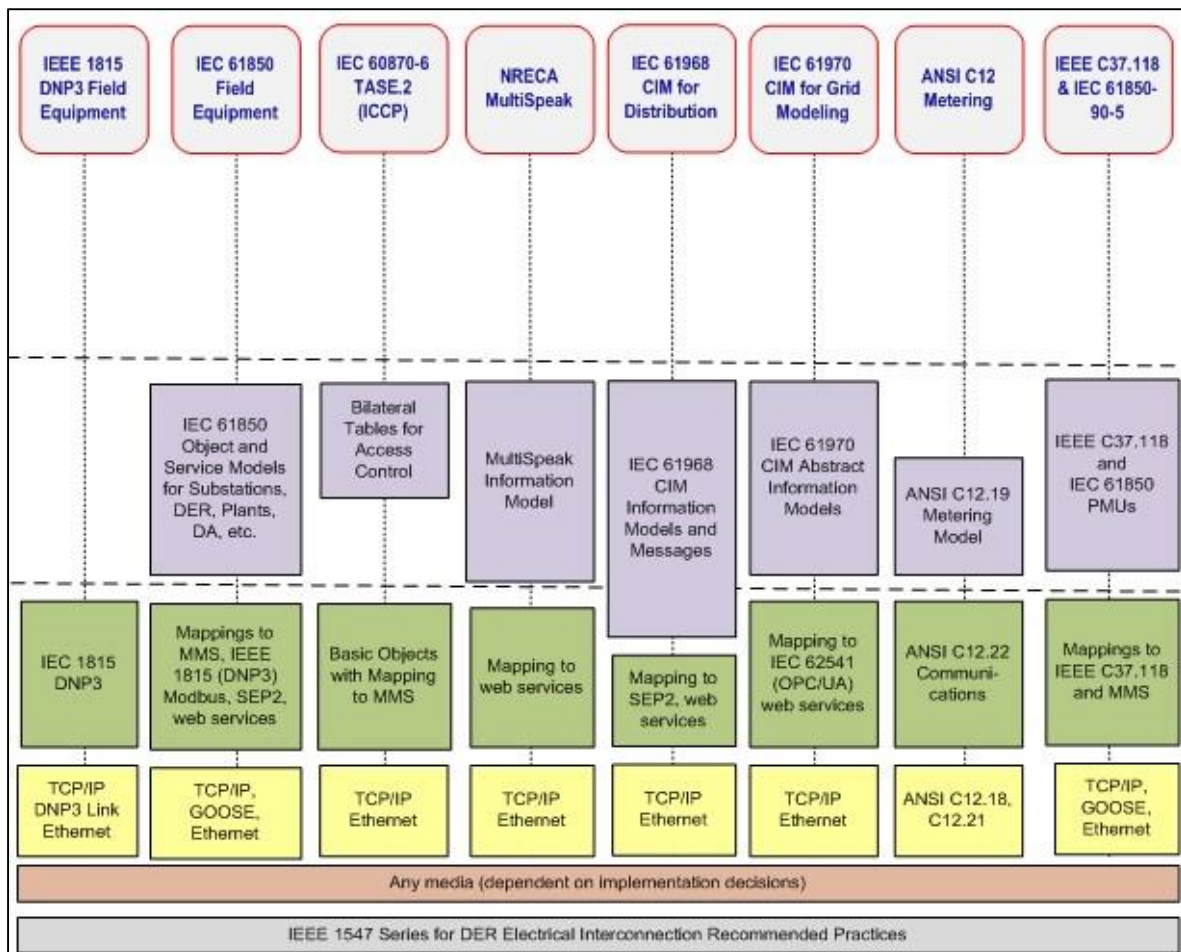 IEEE 1815
DNP3 Field
Equipment
IEC 61850
Field
Equipment
IEC 60870-6
TASE.2
(ICCP)
NRECA
MultiSpeak
IEC 61968
CIM for
Distribution
IEC 61970
CIM for Grid
Modeling
ANSI C12
Metering
IEEE C37.118
& IEC 61850-
90-5
IEC 61850
Object and
Service Models
for Substations,
DER, Plants,
DA, etc.
Bilateral
Tables for
Access
Control
MultiSpeak
Information
Model
IEC 61968
CIM
Information
Models and
Messages
IEC 61970
CIM Abstract
Information
Models
ANSI C12.19
Metering
Model
IEEE C37.118
and
IEC 61850
PMUs
IEC 1815
DNP3
Mappings to
MMS, IEEE
1815 (DNP3)
Modbus, SEP2,
web services
Basic Objects
with Mapping
to MMS
Mapping to
web services
Mapping to
SEP2, web
services
Mapping to
IEC 62541
(OPC/UA)
web services
ANSI C12.22
Communi-
cations
Mappings to
IEEE C37.118
and MMS
TCP/IP
DNP3 Link
Ethernet
TCP/IP,
GOOSE,
Ethernet
TCP/IP
Ethernet
TCP/IP
Ethernet
TCP/IP
Ethernet
TCP/IP
Ethernet
ANSI C12.18,
C12.21
TCP/IP,
GOOSE,
Ethernet
Any media (dependent on implementation decisions)
IEEE 1547 Series for DER Electrical Interconnection Recommended Practices